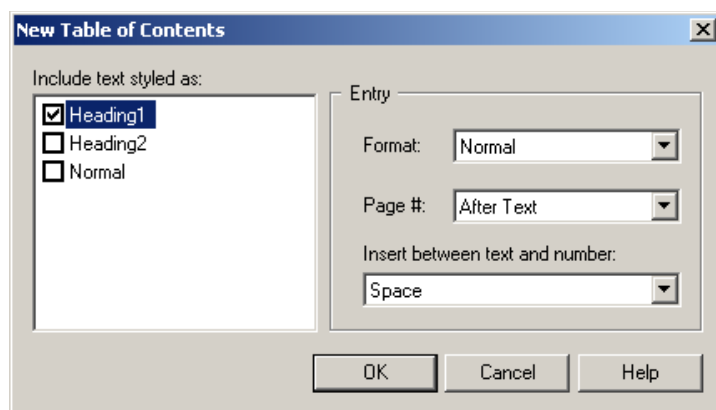 New Table of Contents
Include text styled as:
Heading1
Heading2
Normal
Entry
Format: Normal
Page #: After Text
Insert between text and number:
Space
OK Cancel Help